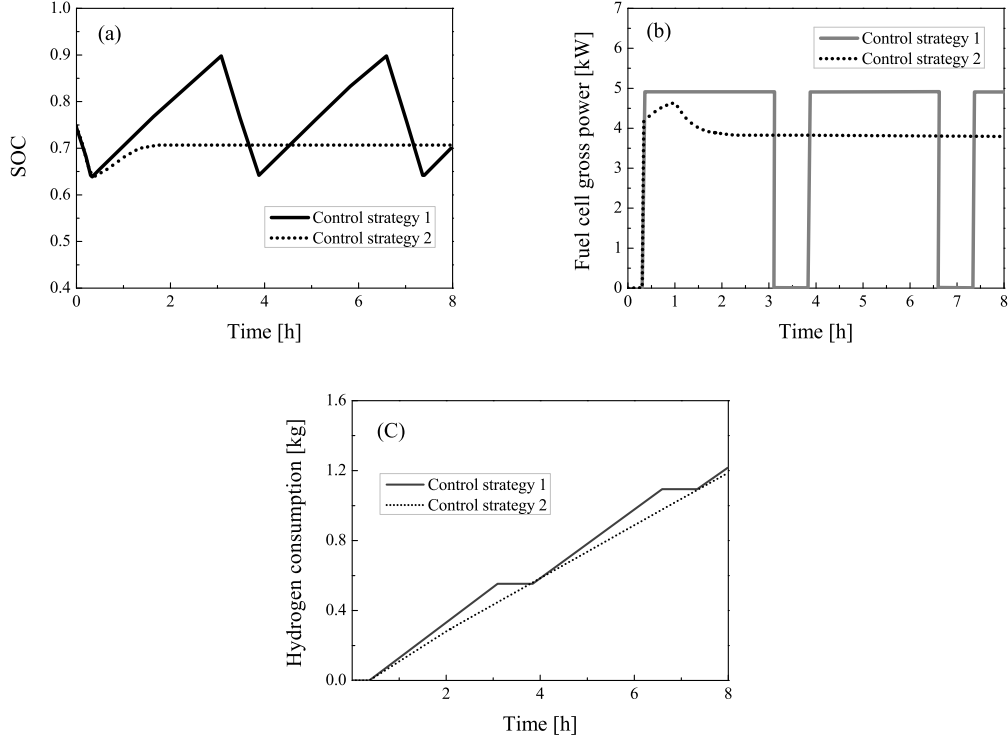 (a)
SOC
1.0
0.9
0.8
0.7
0.6
0.5
0.4
Control strategy 1
Control strategy 2
0 2 4 6 8
Time [h]
(b)
Fuel cell gross power [kW]
7
6
5
4
3
2
1
0
Control strategy 1
Control strategy 2
0 1 2 3 4 5 6 7 8
Time [h]
(C)
Hydrogen consumption [kg]
1.6
1.2
0.8
0.4
0.0
Control strategy 1
Control strategy 2
2 4 6 8
Time [h]